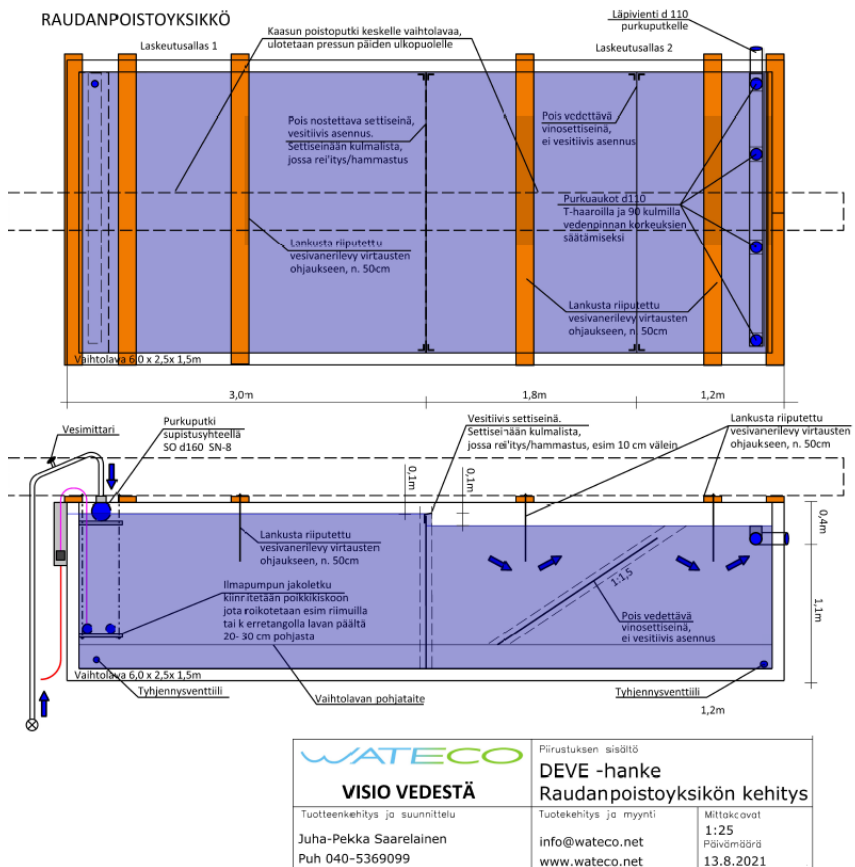 RAUDANPOISTOYKSIKKÖ
Laskeutusallas 1
Kaasun poistoputki keskelle vaihtolavaa,
ulotetaan pressun päiden ulkopuolelle
Laskeutusallas 2
Läpivienti d 110
purkuputkelle
Pois nostettava settiseinä,
vesitiivis asennus.
Settiseinään kulmalista,
jossa rei'itys/hammastus
Pois vedettävä
vinosettiseinä,
ei vesitiivis asennus
Purkuaukot d110
T-haaroilla ja 90 kulmilla
vedenpinnan korkeuksien
säätämiseksi
Lankusta riiputettu
vesivanerilevy virtausten
ohjaukseen, n. 50cm
Lankusta riiputettu
vesivanerilevy virtausten
ohjaukseen, n. 50cm
Vaihtolava 6,0 x 2,5x 1,5m
3,0m
1,8m
1,2m
Vesimittari
Purkuputki
supistusyhteellä
SO d160 SN-8
Vesitiivis settiseinä.
Settiseinään kulmalista,
jossa rei'itys/hammastus, esim 10 cm välein
Lankusta riiputettu
vesivanerilevy virtausten
ohjaukseen, n. 50cm
0,1m
0,1m
0,4m
Lankusta riiputettu
vesivanerilevy virtausten
ohjaukseen, n. 50cm
1:1,5
1,1m
Ilmapumpun jakoletku
kiinritetään poikkikiskoon
jota roikotetaan esim riimuilla
tai k erretangolla lavan päältä
20- 30 cm pohjasta
Pois vedettävä
vinosettiseinä,
ei vesitiivis asennus
Vaihtolava 6,0 x 2,5x 1,5m
Tyhjennysventtiili
Vaihtolavan pohjataite
Tyhjennysventtiili
1,2m
WATECO
VISIO VEDESTÄ
Piirustuksen sisältö
DEVE -hanke
Raudanpoistoyksikön kehitys
Tuotteenkehitys ja suunnittelu
Juha-Pekka Saarelainen
Puh 040-5369099
Tuotekehitys ja myynti
info@wateco.net
www.wateco.net
Mittakcavat
1:25
Päivämäärä
13.8.2021